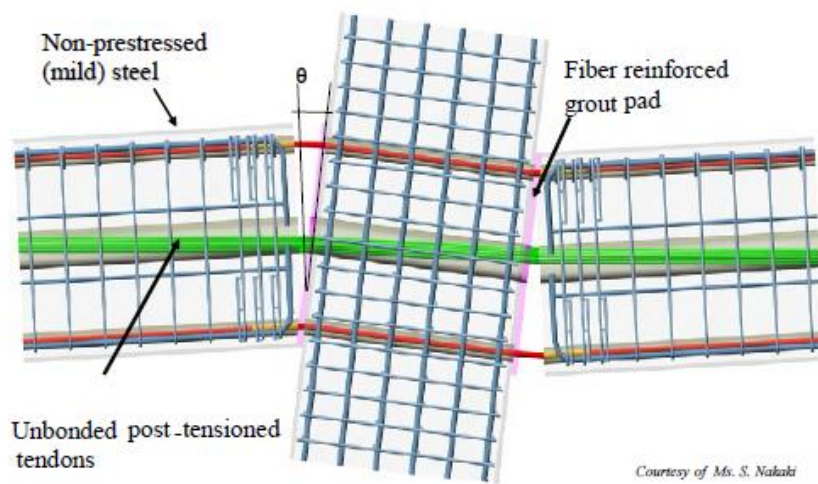 Non-prestressed
(mild) steel
θ
Fiber reinforced
grout pad
Unbonded post-tensioned
tendons
Courtesy of Ms. S. Nakaki